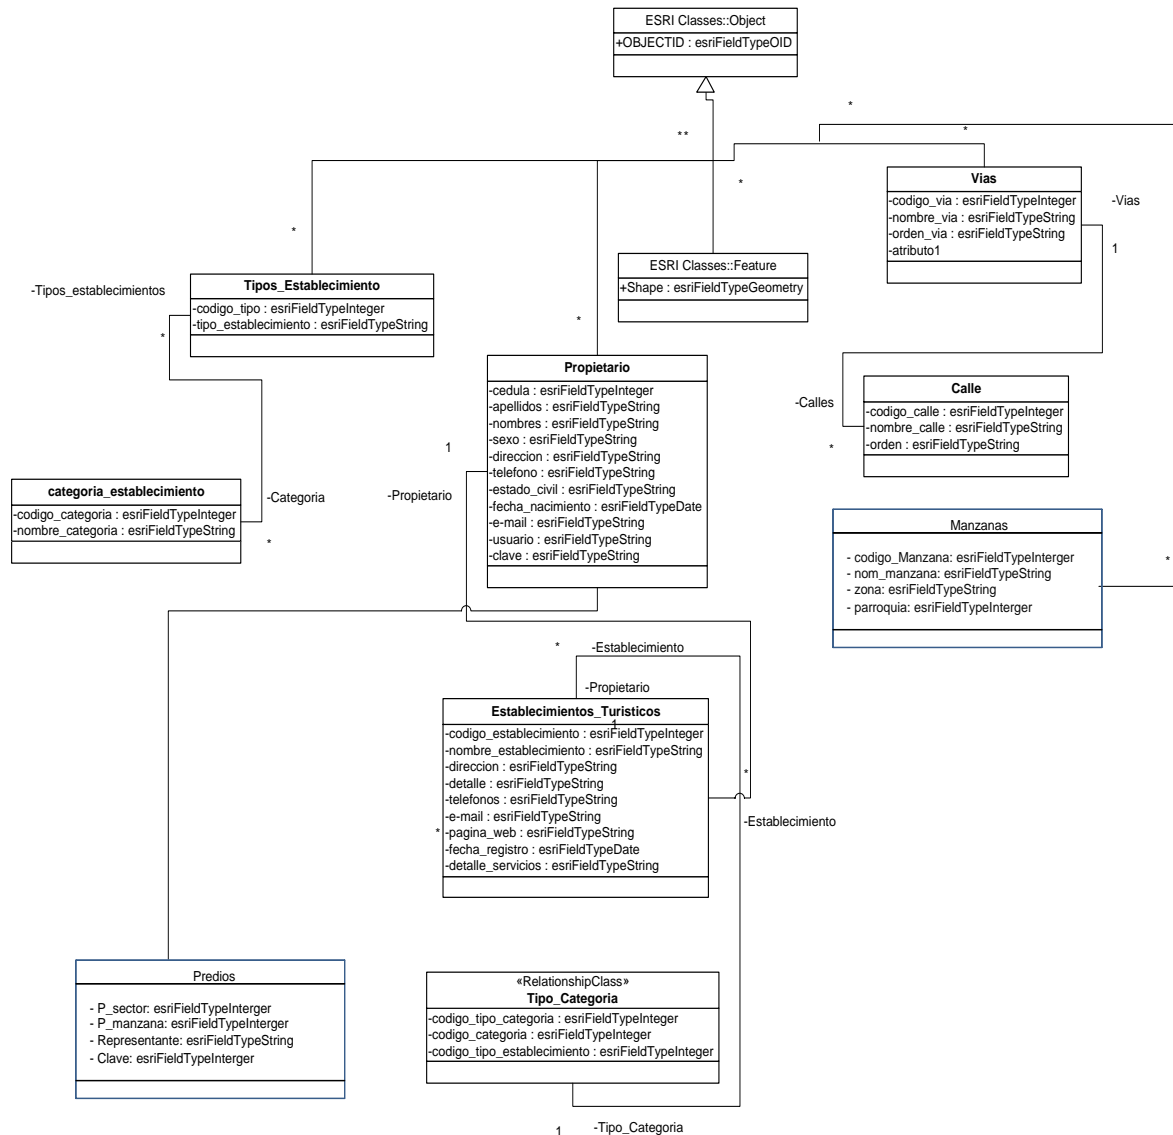 ESRI Classes::Object
+OBJECTID : esriFieldTypeOID
*
**
*
*
Vias
-codigo_via : esriFieldTypeInteger
-nombre_via : esriFieldTypeString
-orden_via : esriFieldTypeString
-atributo1
-Vias
1
*
ESRI Classes::Feature
+Shape : esriFieldTypeGeometry
-Tipos_establecimientos
Tipos_Establecimiento
-codigo_tipo : esriFieldTypeInteger
-tipo_establecimiento : esriFieldTypeString
*
*
Propietario
-cedula : esriFieldTypeInteger
-apellidos : esriFieldTypeString
-nombres : esriFieldTypeString
-sexo : esriFieldTypeString
-direccion : esriFieldTypeString
-telefono : esriFieldTypeString
-estado_civil : esriFieldTypeString
-fecha_nacimiento : esriFieldTypeDate
-e-mail : esriFieldTypeString
-usuario : esriFieldTypeString
-clave : esriFieldTypeString
1
-Propietario
Calle
-codigo_calle : esriFieldTypeInteger
-nombre_calle : esriFieldTypeString
-orden : esriFieldTypeString
-Calles
*
categoria_establecimiento
-codigo_categoria : esriFieldTypeInteger
-nombre_categoria : esriFieldTypeString
-Categoria
*
Manzanas
- codigo_Manzana: esriFieldTypeInterger
- nom_manzana: esriFieldTypeString
- zona: esriFieldTypeString
- parroquia: esriFieldTypeInterger
*
*
-Establecimiento
-Propietario
1
Establecimientos_Turisticos
-codigo_establecimiento : esriFieldTypeInteger
-nombre_establecimiento : esriFieldTypeString
-direccion : esriFieldTypeString
-detalle : esriFieldTypeString
-telefonos : esriFieldTypeString
-e-mail : esriFieldTypeString
-pagina_web : esriFieldTypeString
-fecha_registro : esriFieldTypeDate
-detalle_servicios : esriFieldTypeString
*
*
-Establecimiento
Predios
- P_sector: esriFieldTypeInterger
- P_manzana: esriFieldTypeInterger
- Representante: esriFieldTypeString
- Clave: esriFieldTypeInterger
«RelationshipClass»
Tipo_Categoria
-codigo_tipo_categoria : esriFieldTypeInteger
-codigo_categoria : esriFieldTypeInteger
-codigo_tipo_establecimiento : esriFieldTypeInteger
1
-Tipo_Categoria